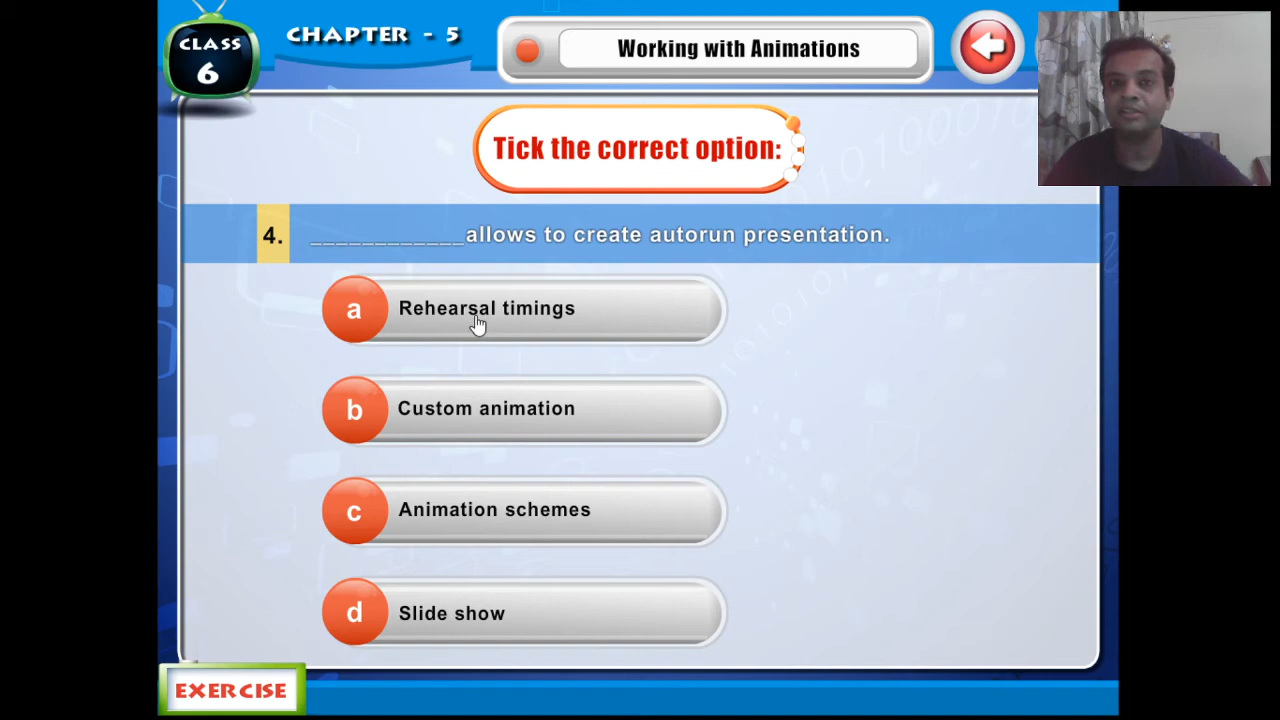 CLASS
6
CHAPTER - 5
Working with Animations
Tick the correct option:
4. ____________allows to create autorun presentation.
a Rehearsal timings
b Custom animation
c Animation schemes
d Slide show
EXERCISE